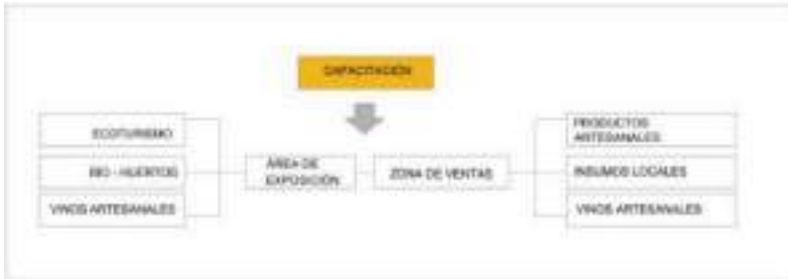 CAPACITACIÓN
ECOTURISMO
BIO - HUERTOS
VINOS ARTESANALES
ÁREA DE
EXPOSICIÓN
ZONA DE VENTAS
PRODUCTOS
ARTESANALES
INSUMOS LOCALES
VINOS ARTESANALES